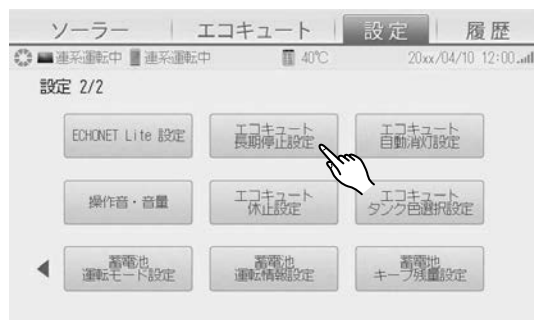 ソーラー エコキュート 設定 履歴
連系運転中 連系運転中 40℃ 20xx/04/10 12:00
設定 2/2
ECHONET Lite 設定 エコキュート エコキュート
長期停止設定 自動消灯設定
操作音・音量 エコキュート エコキュート
休止設定 タンク色選択設定
蓄電池 蓄電池 蓄電池
運転モード設定 運転情報設定 キープ残量設定